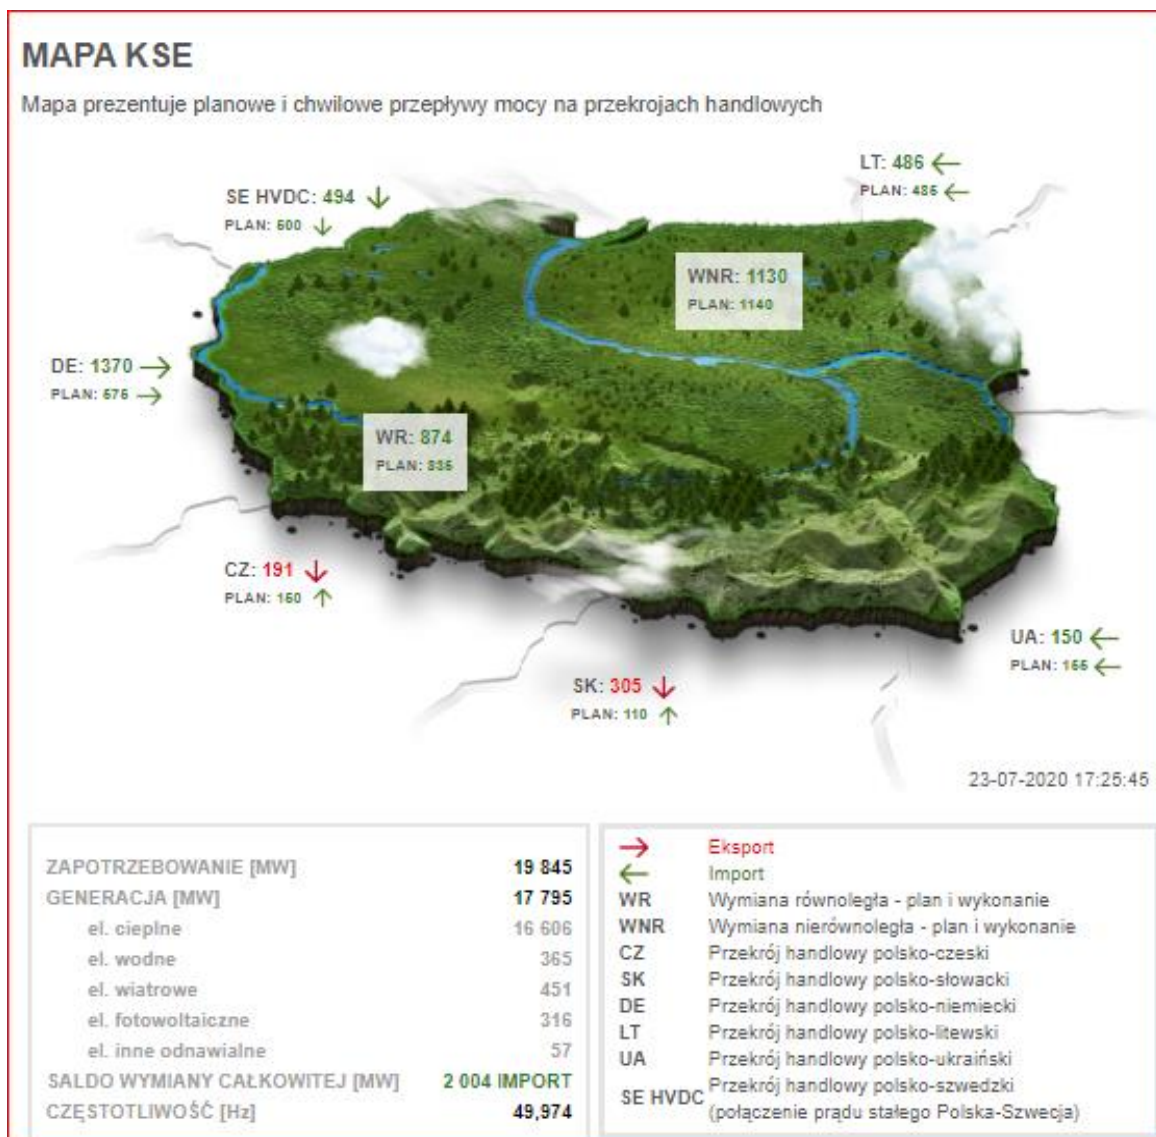 MAPA KSE
Mapa prezentuje planowe i chwilowe przepływy mocy na przekrojach handlowych
LT: 486 ←
PLAN: 485 ←
SE HVDC: 494 ↓
PLAN: 500 ↓
WNR: 1130
PLAN: 1140
DE: 1370 →
PLAN: 575 →
WR: 874
PLAN: 835
CZ: 191 ↓
PLAN: 150 ↑
UA: 150 ←
PLAN: 155 ←
SK: 305 ↓
PLAN: 110 ↑
23-07-2020 17:25:45
ZAPOTRZEBOWANIE [MW] 19 845
GENERACJA [MW] 17 795
el. cieplne 16 606
el. wodne 365
el. wiatrowe 451
el. fotowoltaiczne 316
el. inne odnawialne 57
SALDO WYMIANY CAŁKOWITEJ [MW] 2 004 IMPORT
CZĘSTOTLIWOŚĆ [Hz] 49,974
→ Eksport
← Import
WR Wymiana równoległa - plan i wykonanie
WNR Wymiana nierównoległa - plan i wykonanie
CZ Przekrój handlowy polsko-czeski
SK Przekrój handlowy polsko-słowacki
DE Przekrój handlowy polsko-niemiecki
LT Przekrój handlowy polsko-litewski
UA Przekrój handlowy polsko-ukraiński
SE HVDC Przekrój handlowy polsko-szwedzki
(połączenie prądu stałego Polska-Szwecja)